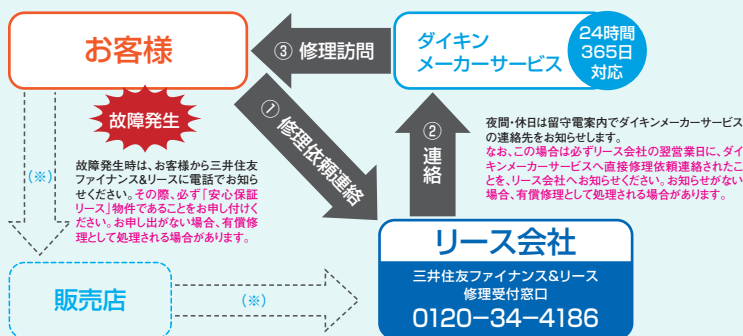 お客様
③ 修理訪問
ダイキン
メーカーサービス
24時間
365日
対応
故障発生
① 修理依頼連絡
②
連絡
夜間・休日は留守電案内でダイキンメーカーサービス
の連絡先をお知らせします。
なお、この場合は必ずリース会社の翌営業日に、ダイ
キンメーカーサービスへ直接修理依頼連絡されたこ
とを、リース会社へお知らせください。お知らせがない
場合、有償修理として処理される場合があります。
(※)
故障発生時は、お客様から三井住友
ファイナンス&リースに電話でお知ら
せください。その際、必ず「安心保証
リース」物件であることをお申し付けく
ださい。お申し出がない場合、有償修
理として処理される場合があります。
販売店
(※)
リース会社
三井住友ファイナンス&リース
修理受付窓口
0120-34-4186